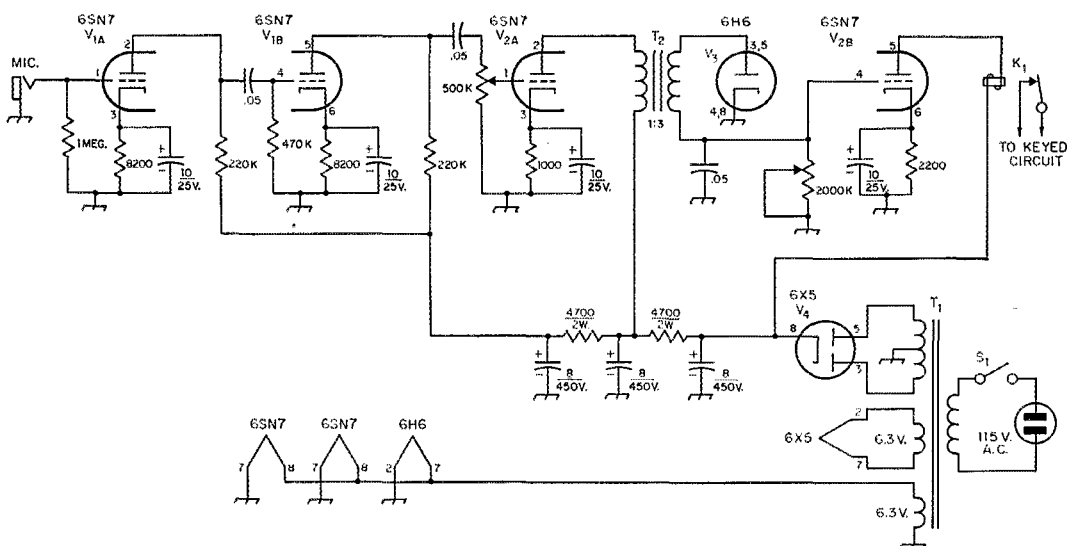 6SN7
V1A
6SN7
V1B
6SN7
V2A
T2
6H6
V3
6SN7
V2B
K1
MIC.
1
2
3
.05
4
5
6
.05
500K
1
2
3
1:3
3,5
4,8
4
5
6
TO KEYED
CIRCUIT
1 MEG.
8200
10
25V.
220K
470K
8200
10
25V.
220K
1000
10
25V.
.05
2000K
10
25V.
2200
4700
2W.
4700
2W.
6X5
V4
8
5
3
T1
S1
8
450V.
8
450V.
8
450V.
115 V.
A.C.
6X5
2
7
6.3 V.
6SN7
7
8
6SN7
7
8
6H6
2
7
6.3 V.